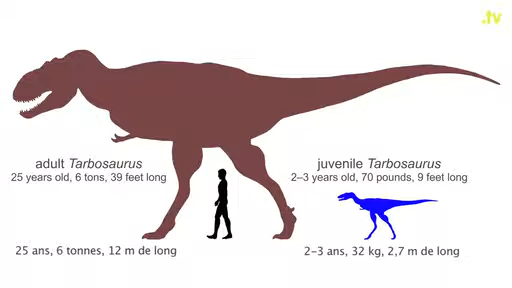 .tv
adult Tarbosaurus
25 years old, 6 tons, 39 feet long
juvenile Tarbosaurus
2–3 years old, 70 pounds, 9 feet long
25 ans, 6 tonnes, 12 m de long
2–3 ans, 32 kg, 2,7 m de long